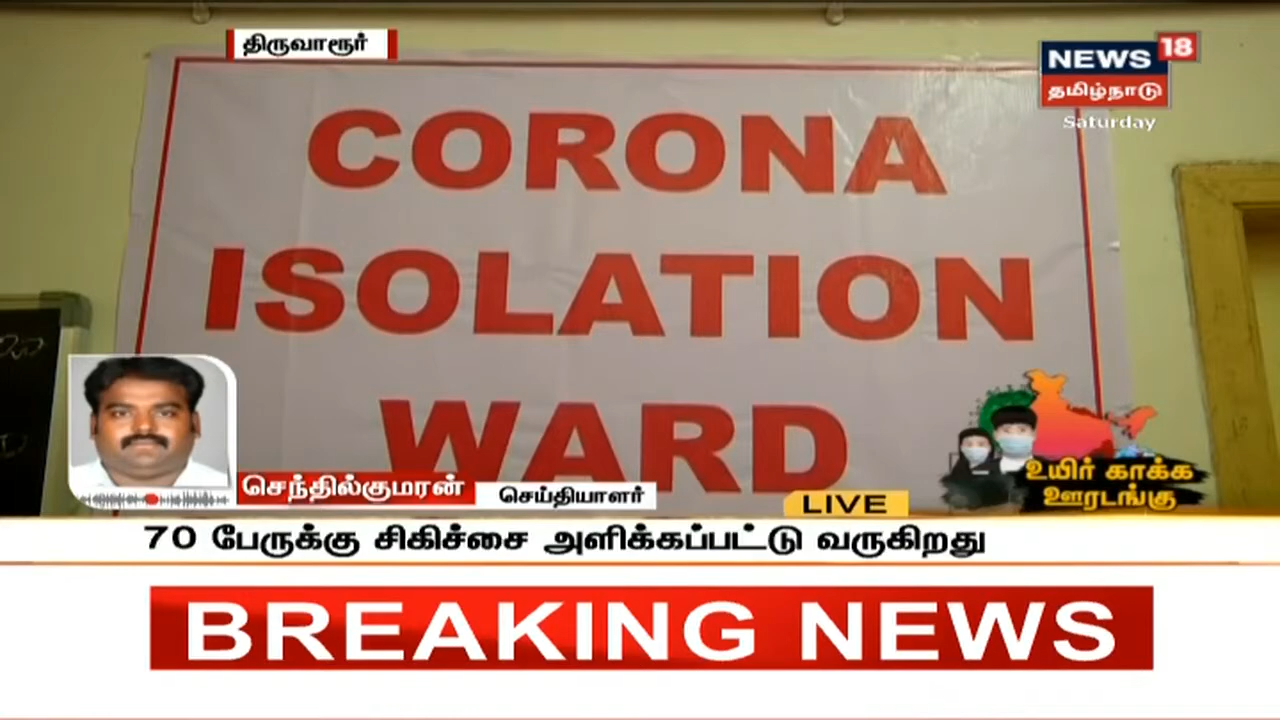 திருவாரூர்
NEWS 18
தமிழ்நாடு
Saturday
CORONA
ISOLATION
WARD
செந்தில்குமரன்
செய்தியாளர்
உயிர் காக்க
ஊரடங்கு
LIVE
70 பேருக்கு சிகிச்சை அளிக்கப்பட்டு வருகிறது
BREAKING NEWS